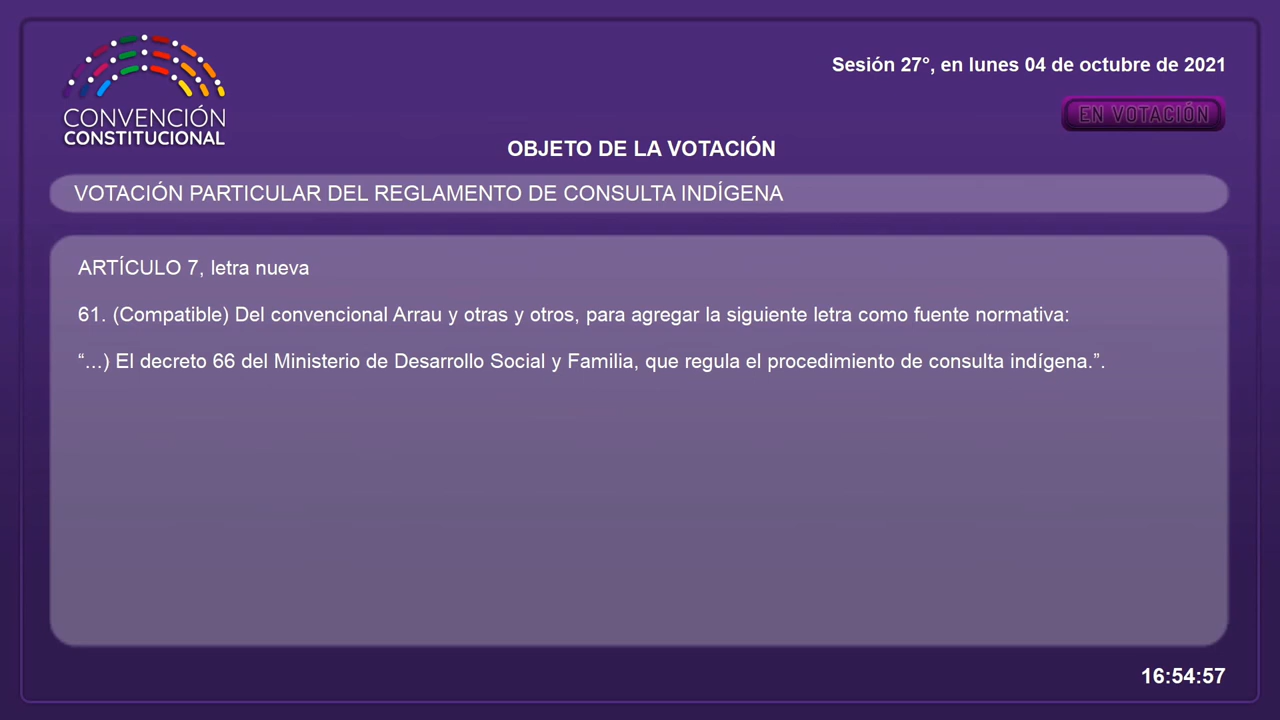 CONVENCIÓN
CONSTITUCIONAL
Sesión 27°, en lunes 04 de octubre de 2021
EN VOTACIÓN
OBJETO DE LA VOTACIÓN
VOTACIÓN PARTICULAR DEL REGLAMENTO DE CONSULTA INDÍGENA
ARTÍCULO 7, letra nueva
61. (Compatible) Del convencional Arrau y otras y otros, para agregar la siguiente letra como fuente normativa:
“...) El decreto 66 del Ministerio de Desarrollo Social y Familia, que regula el procedimiento de consulta indígena.”.
16:54:57